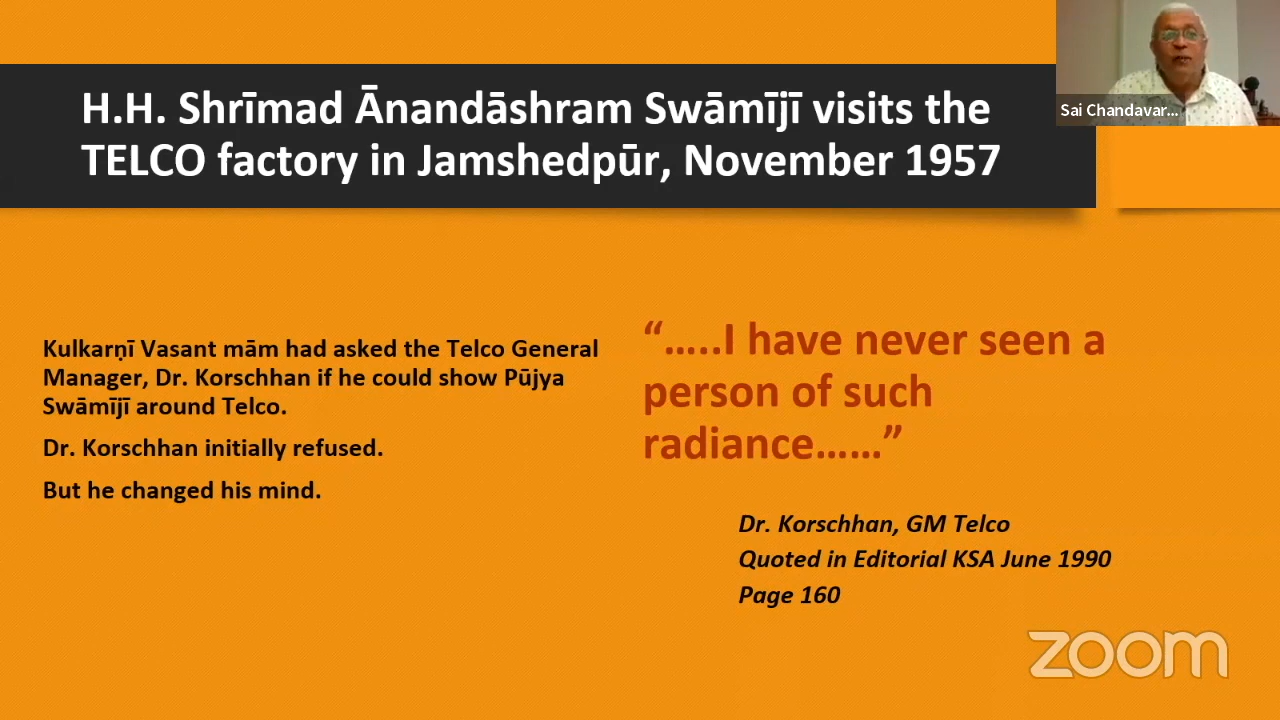 H.H. Shrīmad Ānandāshram Swāmījī visits the
TELCO factory in Jamshedpūr, November 1957
Sai Chandavar...
Kulkarṇī Vasant mām had asked the Telco General
Manager, Dr. Korschhan if he could show Pūjya
Swāmījī around Telco.
Dr. Korschhan initially refused.
But he changed his mind.
“…..I have never seen a
person of such
radiance……”
Dr. Korschhan, GM Telco
Quoted in Editorial KSA June 1990
Page 160
zoom